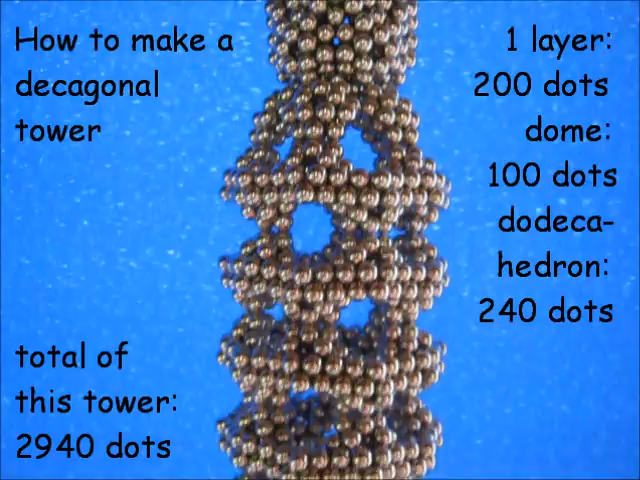 How to make a
decagonal
tower
1 layer:
200 dots
dome:
100 dots
dodeca-
hedron:
240 dots
total of
this tower:
2940 dots